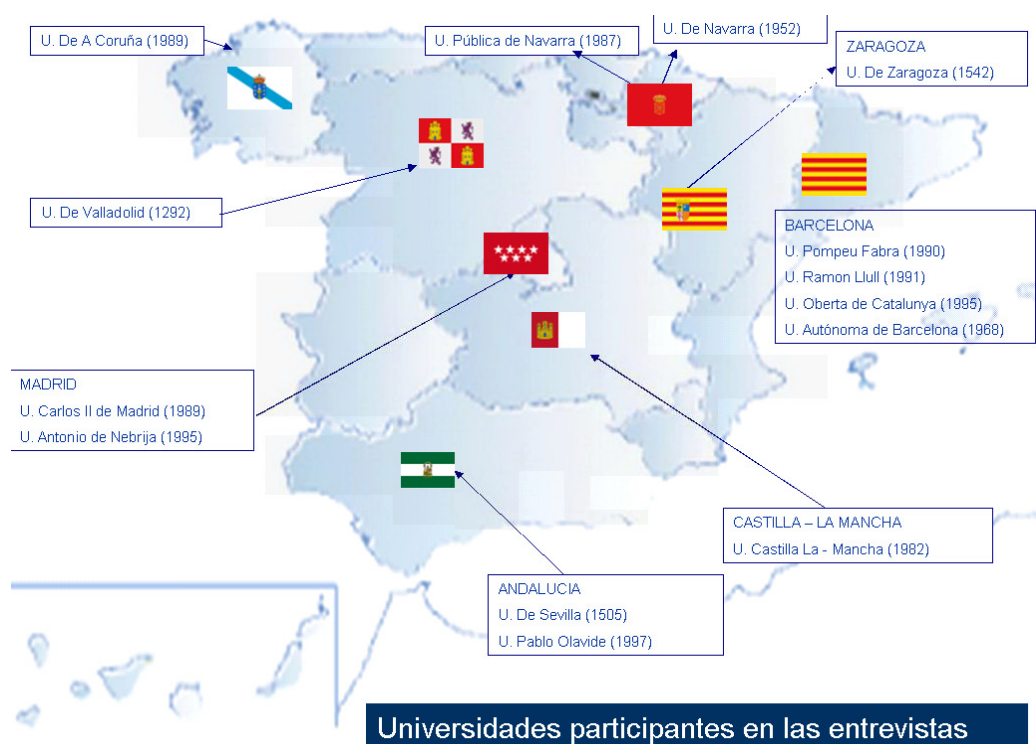 U. De A Coruña (1989)
U. Pública de Navarra (1987)
U. De Navarra (1952)
ZARAGOZA
U. De Zaragoza (1542)
U. De Valladolid (1292)
BARCELONA
U. Pompeu Fabra (1990)
U. Ramon Llull (1991)
U. Oberta de Catalunya (1995)
U. Autónoma de Barcelona (1968)
MADRID
U. Carlos II de Madrid (1989)
U. Antonio de Nebrija (1995)
CASTILLA – LA MANCHA
U. Castilla La - Mancha (1982)
ANDALUCIA
U. De Sevilla (1505)
U. Pablo Olavide (1997)
Universidades participantes en las entrevistas